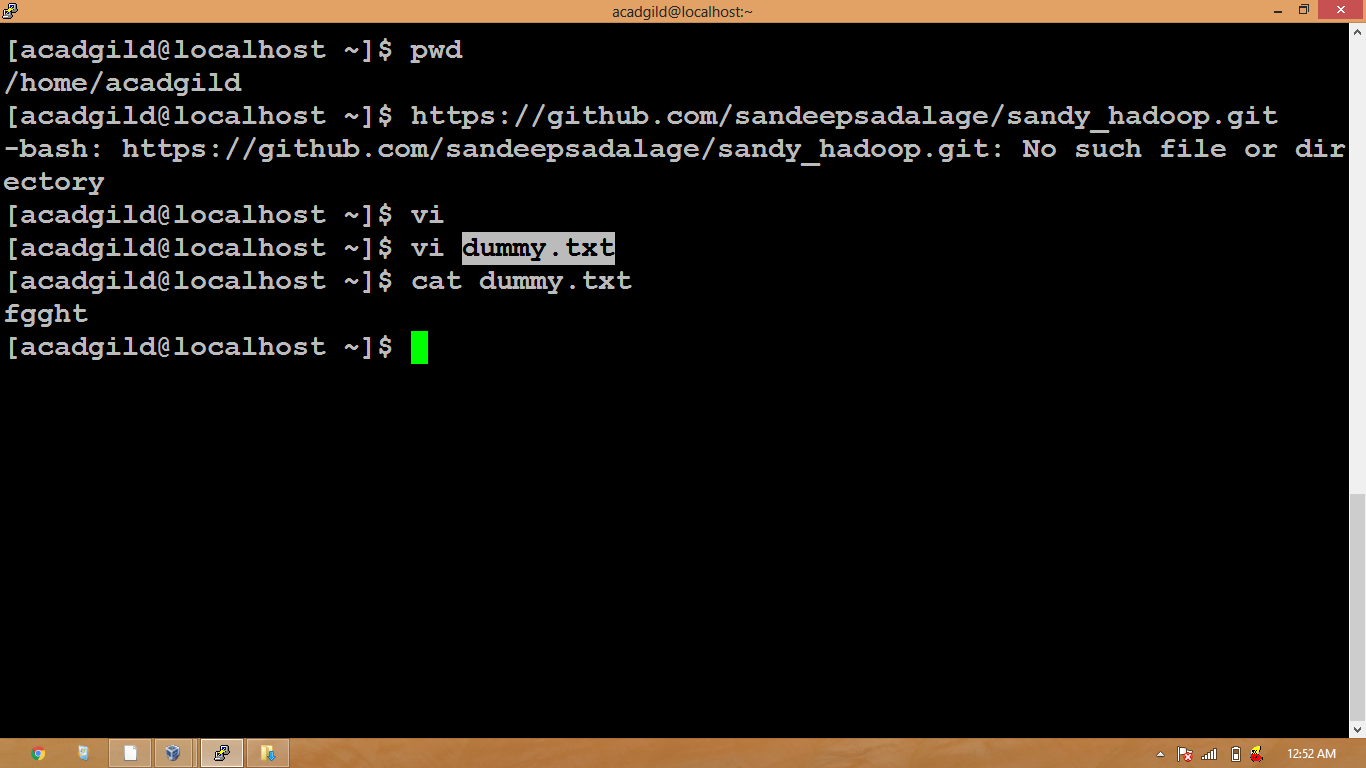 acadgild@localhost:~
[acadgild@localhost ~]$ pwd
/home/acadgild
[acadgild@localhost ~]$ https://github.com/sandeepsadalage/sandy_hadoop.git
-bash: https://github.com/sandeepsadalage/sandy_hadoop.git: No such file or dir
ectory
[acadgild@localhost ~]$ vi
[acadgild@localhost ~]$ vi dummy.txt
[acadgild@localhost ~]$ cat dummy.txt
fgght
[acadgild@localhost ~]$
12:52 AM